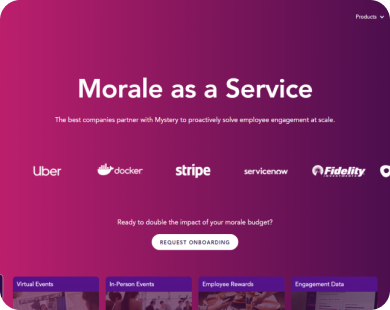 Products
Morale as a Service
The best companies partner with Mystery to proactively solve employee engagement at scale.
Uber
docker
stripe
servicenow
Fidelity
INVESTMENTS
Ready to double the impact of your morale budget?
REQUEST ONBOARDING
Virtual Events
In-Person Events
Employee Rewards
Engagement Data